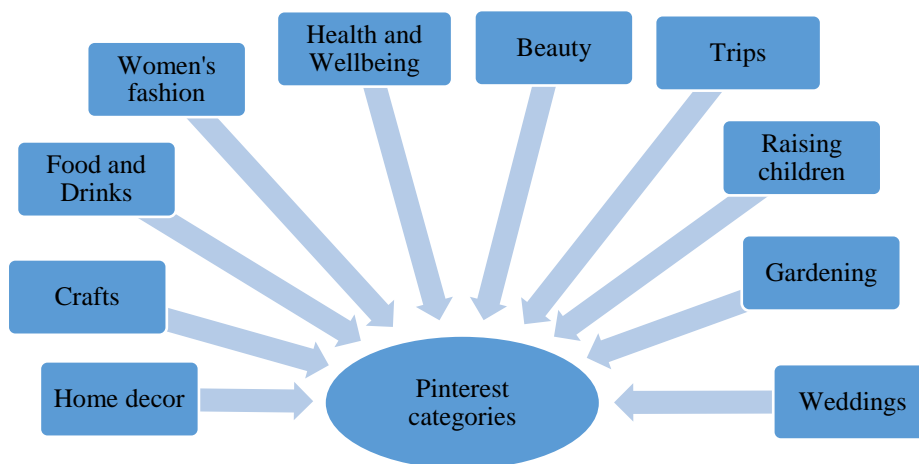 Health and
Wellbeing
Beauty
Trips
Women's
fashion
Raising
children
Food and
Drinks
Gardening
Crafts
Home decor
Pinterest
categories
Weddings